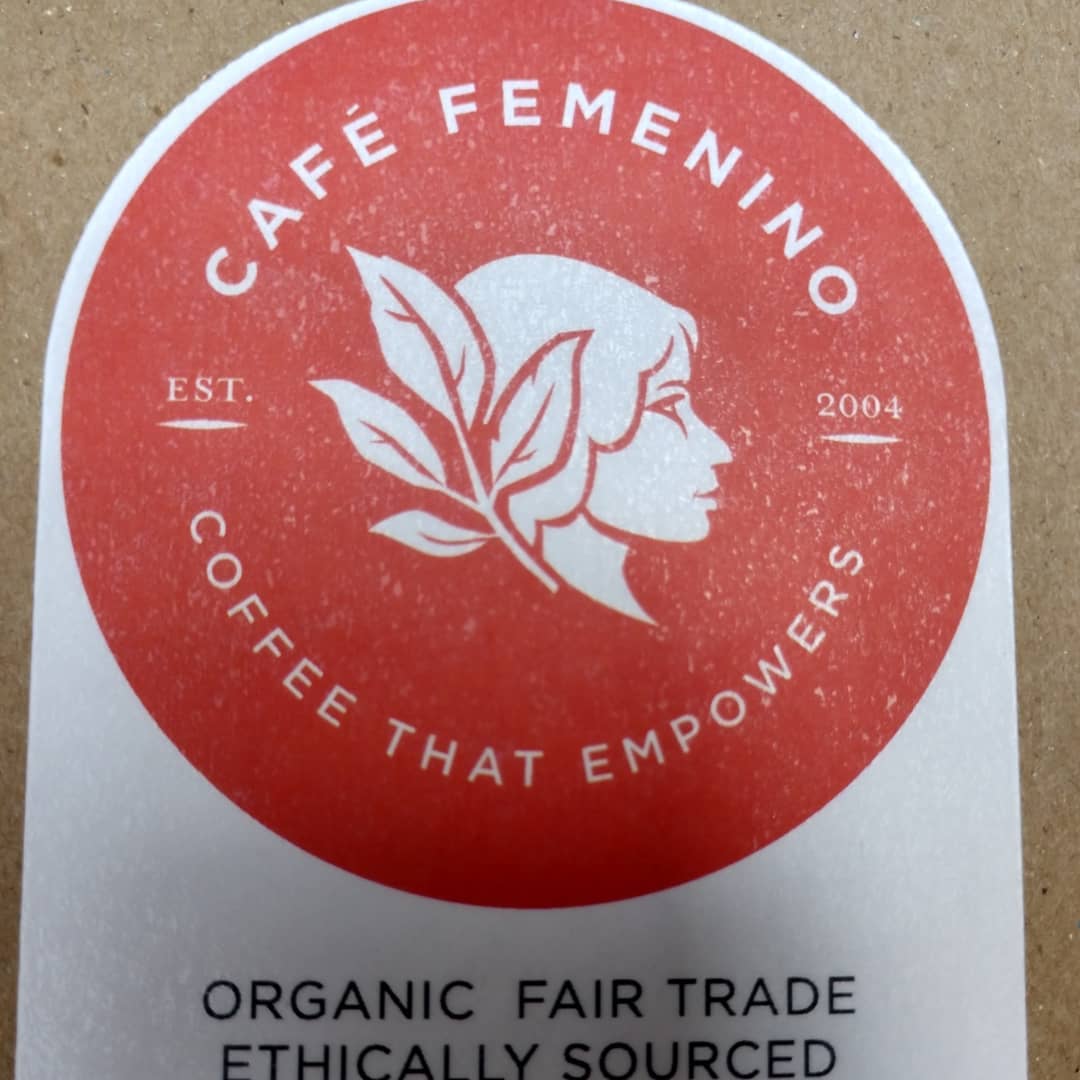 CAFÉ FEMENINO
EST.
2004
COFFEE THAT EMPOWERS
ORGANIC FAIR TRADE
ETHICALLY SOURCED